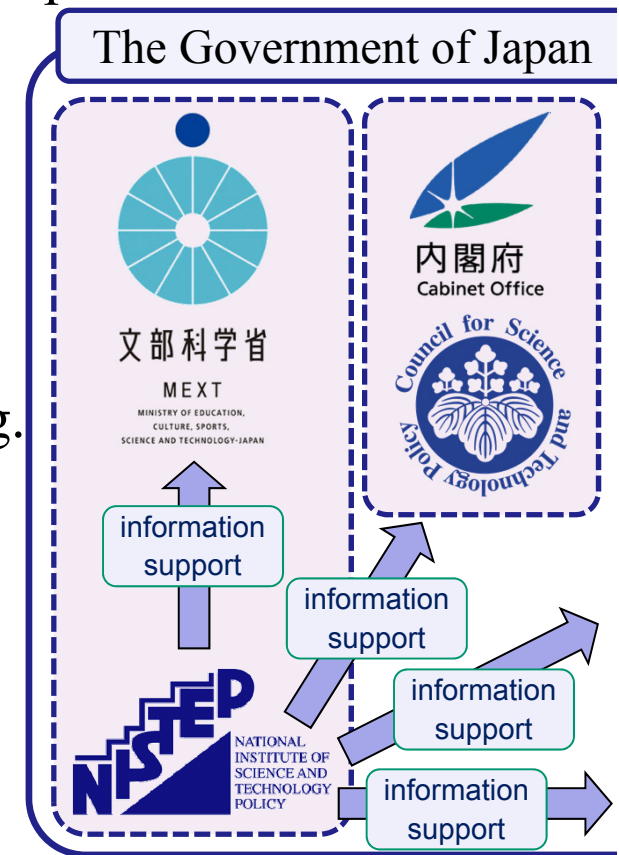 The Government of Japan
文部科学省
MEXT
MINISTRY OF EDUCATION,
CULTURE, SPORTS,
SCIENCE AND TECHNOLOGY-JAPAN
内閣府
Cabinet Office
Council for Science
and Technology Policy
g.
information
support
information
support
information
support
information
support
NISTEP
NATIONAL
INSTITUTE OF
SCIENCE AND
TECHNOLOGY
POLICY